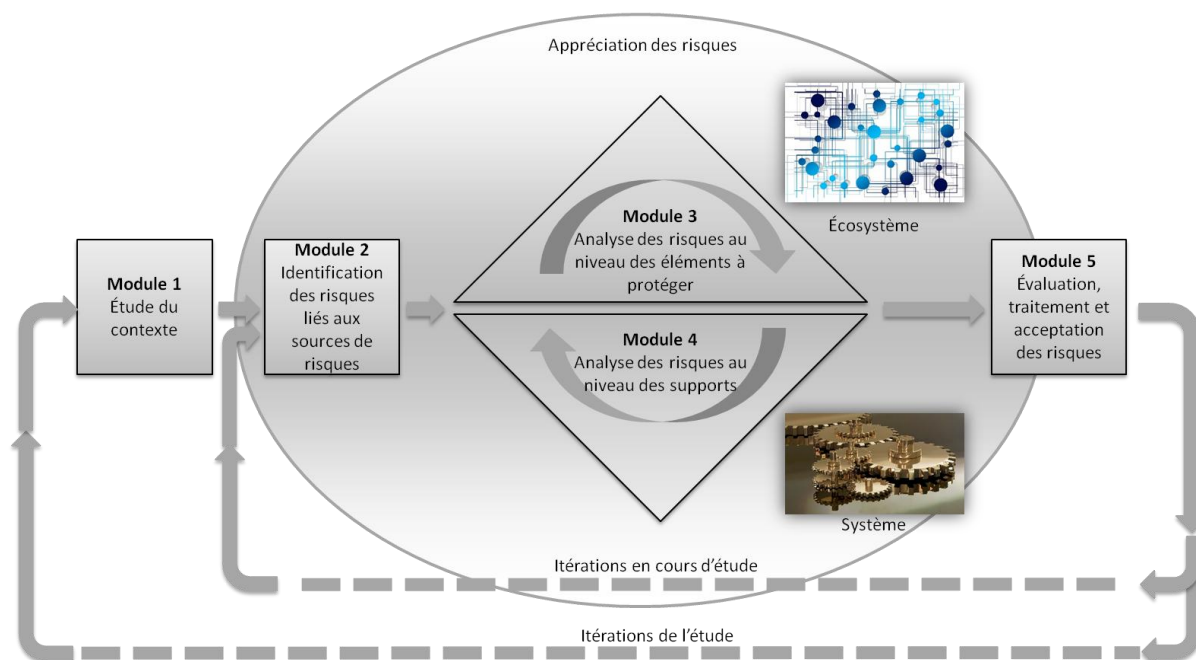 Appréciation des risques
Écosystème
Module 1
Étude du
contexte
Module 2
Identification
des risques
liés aux
sources de
risques
Module 3
Analyse des risques au
niveau des éléments à
protéger
Module 4
Analyse des risques au
niveau des supports
Module 5
Évaluation,
traitement et
acceptation
des risques
Système
Itérations en cours d'étude
Itérations de l'étude